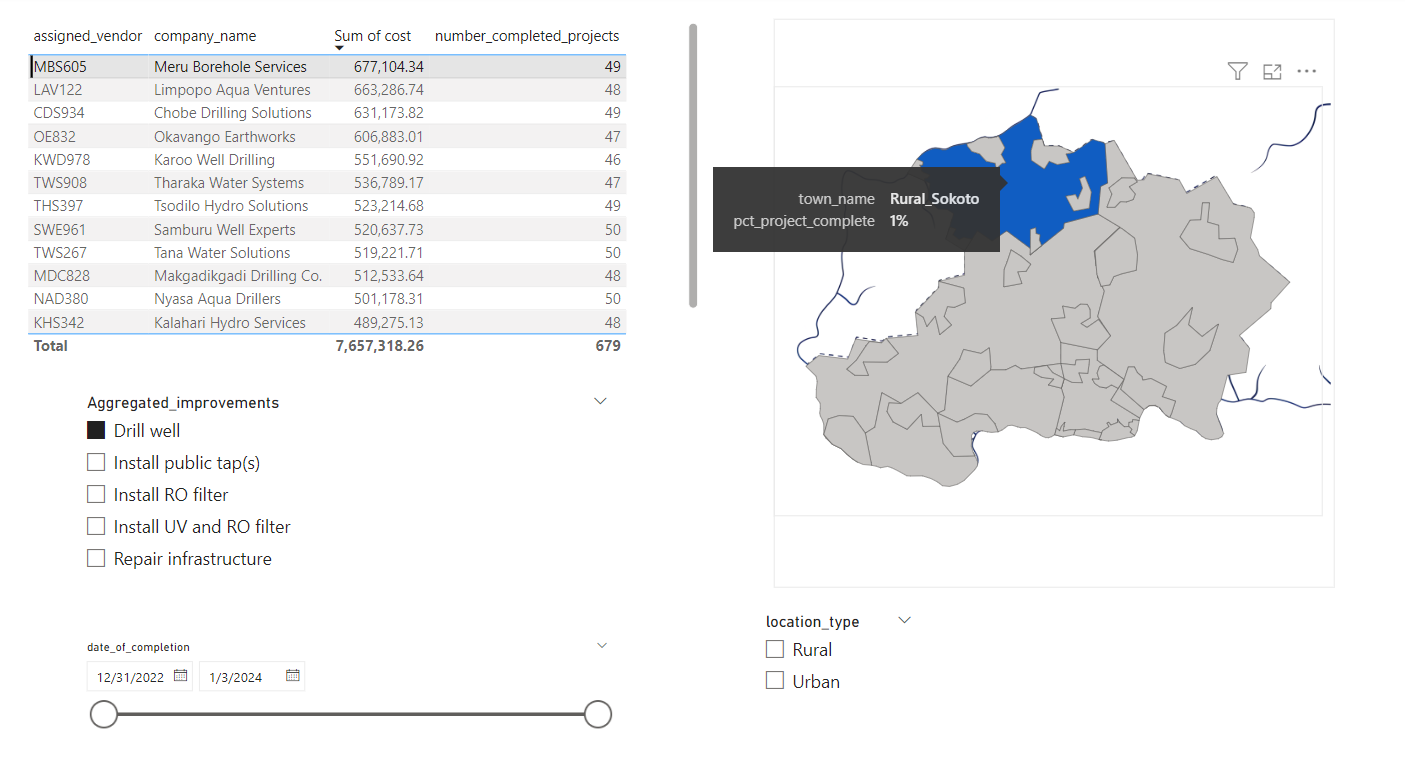 assigned_vendor company_name Sum of cost number_completed_projects
MBS605 Meru Borehole Services 677,104.34 49
LAV122 Limpopo Aqua Ventures 663,286.74 48
CDS934 Chobe Drilling Solutions 631,173.82 49
OE832 Okavango Earthworks 606,883.01 47
KWD978 Karoo Well Drilling 551,690.92 46
TWS908 Tharaka Water Systems 536,789.17 47
THS397 Tsodilo Hydro Solutions 523,214.68 49
SWE961 Samburu Well Experts 520,637.73 50
TWS267 Tana Water Solutions 519,221.71 50
MDC828 Makgadikgadi Drilling Co. 512,533.64 48
NAD380 Nyasa Aqua Drillers 501,178.31 50
KHS342 Kalahari Hydro Services 489,275.13 48
Total 7,657,318.26 679
Aggregated_improvements
Drill well
Install public tap(s)
Install RO filter
Install UV and RO filter
Repair infrastructure
date_of_completion
12/31/2022 1/3/2024
town_name Rural_Sokoto
pct_project_complete 1%
location_type
Rural
Urban